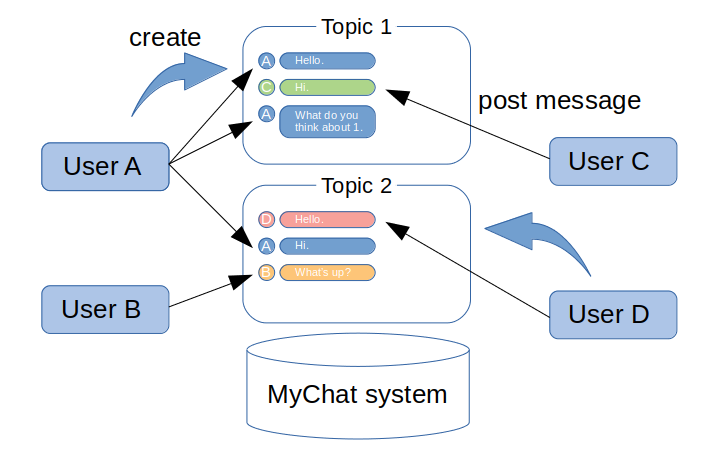 create
Topic 1
A Hello.
C Hi.
A What do you
think about 1.
post message
User A
User C
Topic 2
D Hello.
A Hi.
B What's up?
User B
User D
MyChat system